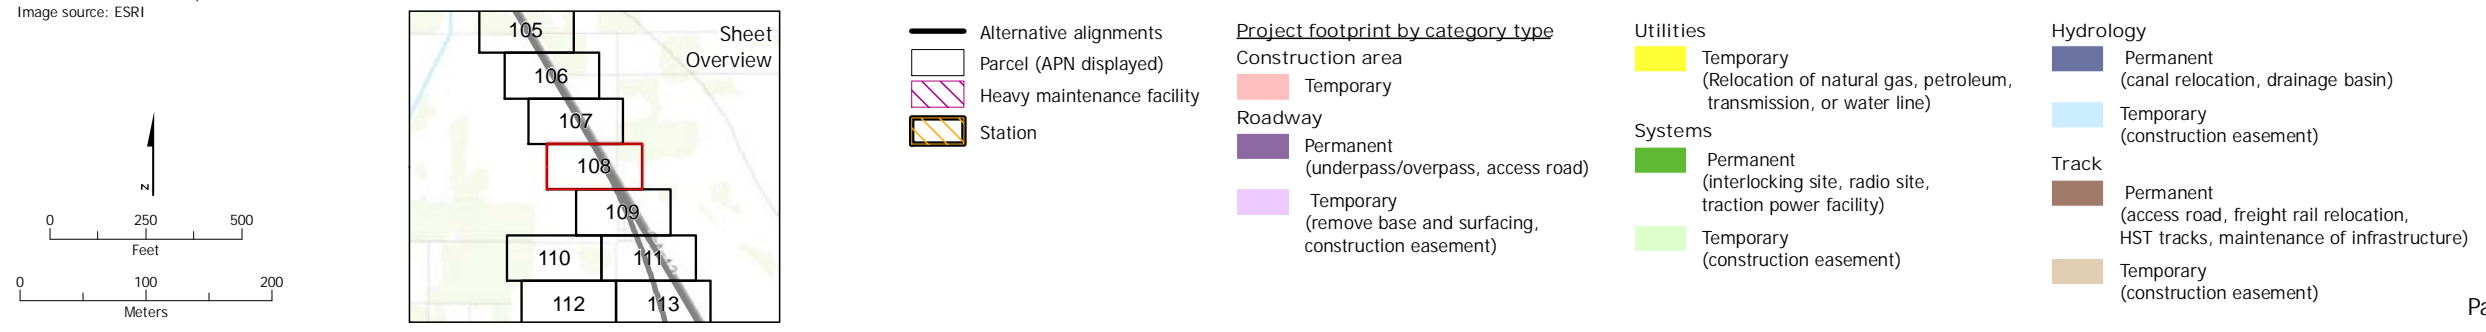 Image source: ESRI
N
0 250 500
Feet
0 100 200
Meters
Sheet
Overview
105
106
107
108
109
110
111
112
113
Alternative alignments
Parcel (APN displayed)
Heavy maintenance facility
Station
Project footprint by category type
Construction area
Temporary
Roadway
Permanent
(underpass/overpass, access road)
Temporary
(remove base and surfacing,
construction easement)
Utilities
Temporary
(Relocation of natural gas, petroleum,
transmission, or water line)
Systems
Permanent
(interlocking site, radio site,
traction power facility)
Temporary
(construction easement)
Hydrology
Permanent
(canal relocation, drainage basin)
Temporary
(construction easement)
Track
Permanent
(access road, freight rail relocation,
HST tracks, maintenance of infrastructure)
Temporary
(construction easement)